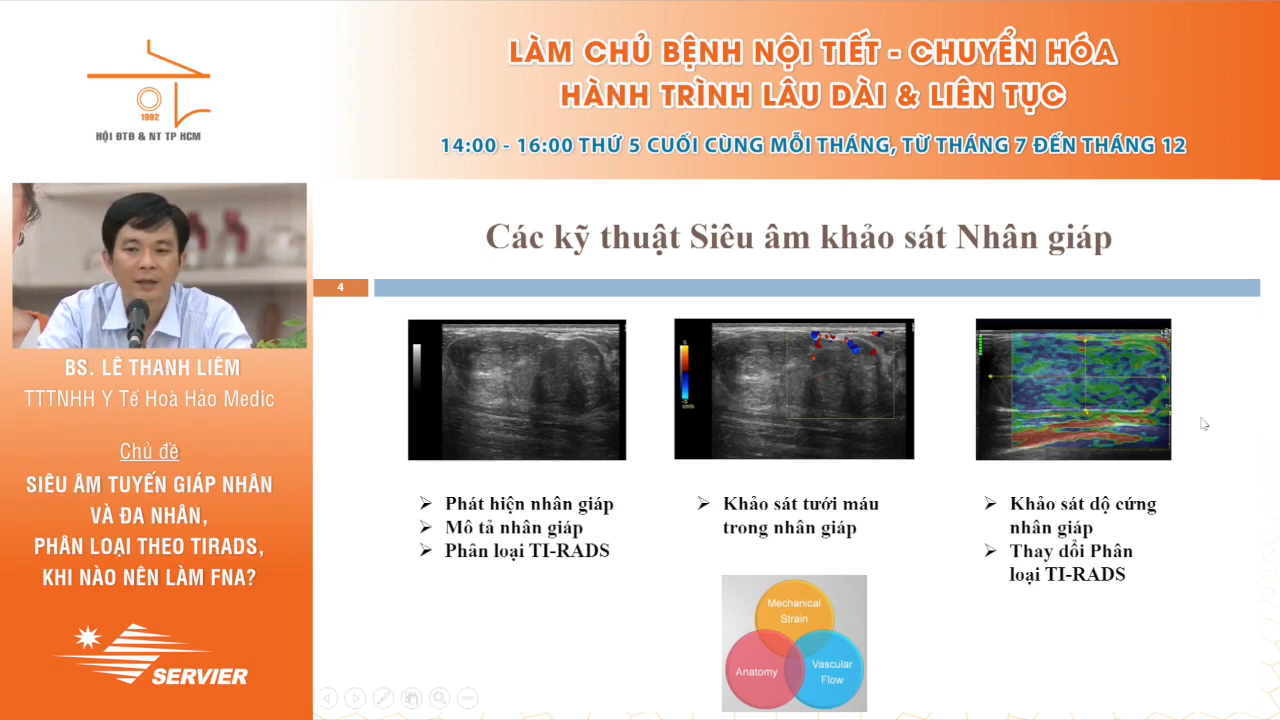 LÀM CHỦ BỆNH NỘI TIẾT - CHUYỂN HÓA
HÀNH TRÌNH LÂU DÀI & LIÊN TỤC
14:00 - 16:00 THỨ 5 CUỐI CÙNG MỖI THÁNG, TỪ THÁNG 7 ĐẾN THÁNG 12
1992
HỘI ĐTĐ & NT TP HCM
BS. LÊ THANH LIÊM
TTTNHH Y Tế Hoà Hảo Medic
Chủ đề
SIÊU ÂM TUYẾN GIÁP NHÂN
VÀ ĐA NHÂN,
PHÂN LOẠI THEO TIRADS,
KHI NÀO NÊN LÀM FNA?
SERVIER
Các kỹ thuật Siêu âm khảo sát Nhân giáp
4
Phát hiện nhân giáp
Mô tả nhân giáp
Phân loại TI-RADS
Khảo sát tưới máu
trong nhân giáp
Khảo sát độ cứng
nhân giáp
Thay đổi Phân
loại TI-RADS
Mechanical
Strain
Anatomy
Vascular
Flow